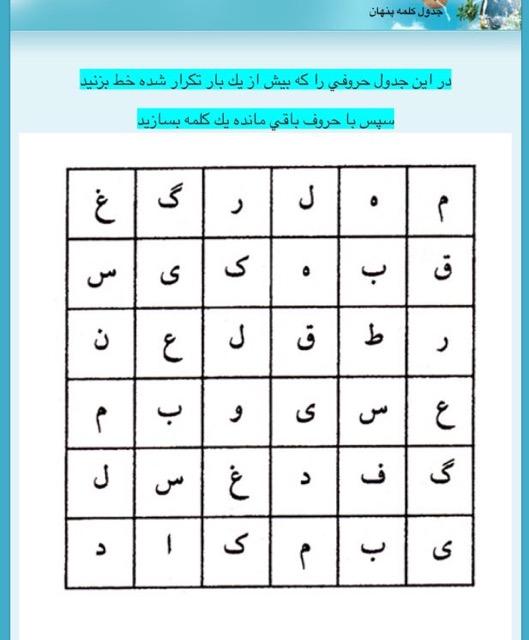 جدول کلمه پنهان
در اين جدول حروفي را كه بيش از يك بار تكرار شده خط بزنيد
سپس با حروف باقي مانده يك كلمه بسازيد
م ه ل ر گ غ
ق ب ه ک ی س
ر ط ق ل ع ن
ع س ی و ب م
گ ف د غ س ل
ی ب م ک ا د